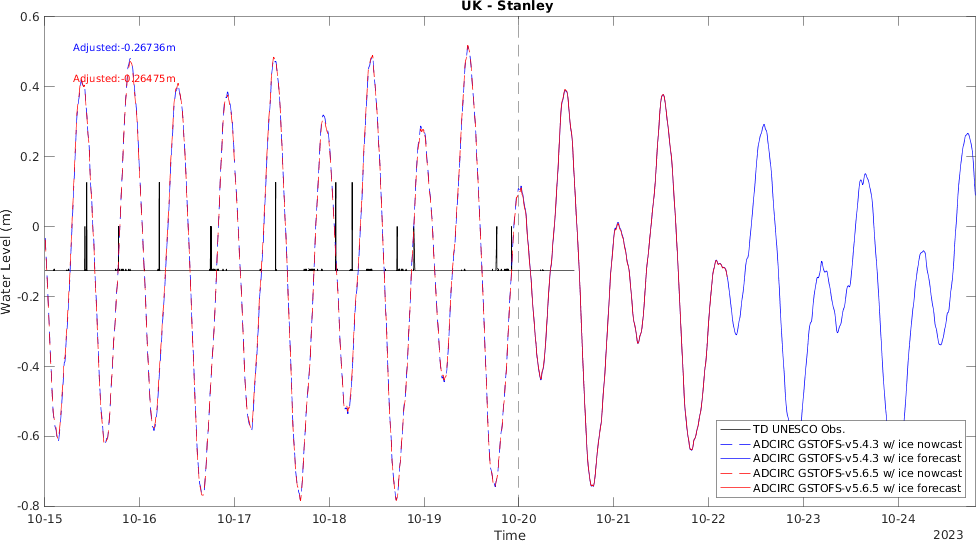 UK - Stanley
Adjusted:-0.26736m
Adjusted:-0.26475m
Water Level (m)
0.6
0.4
0.2
0
-0.2
-0.4
-0.6
-0.8
TD UNESCO Obs.
ADCIRC GSTOFS-v5.4.3 w/ ice nowcast
ADCIRC GSTOFS-v5.4.3 w/ ice forecast
ADCIRC GSTOFS-v5.6.5 w/ ice nowcast
ADCIRC GSTOFS-v5.6.5 w/ ice forecast
10-15 10-16 10-17 10-18 10-19 10-20 10-21 10-22 10-23 10-24
Time
2023